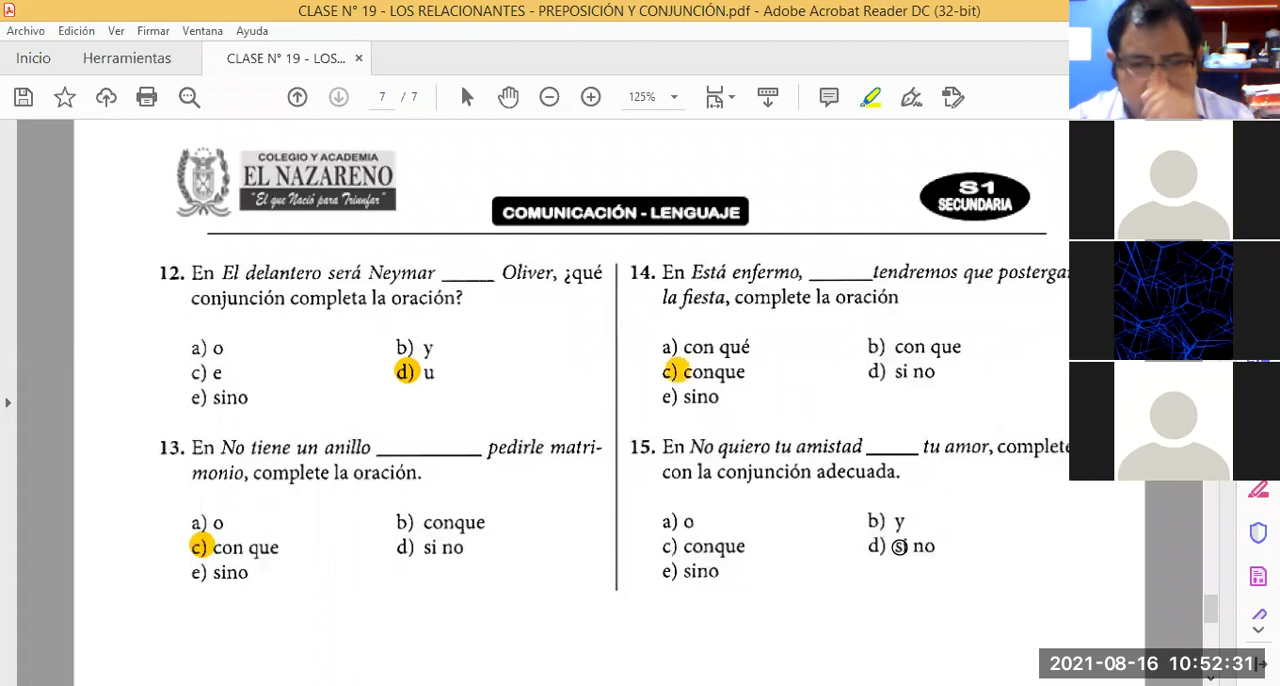 CLASE N° 19 - LOS RELACIONANTES - PREPOSICIÓN Y CONJUNCIÓN.pdf - Adobe Acrobat Reader DC (32-bit)
Archivo Edición Ver Firmar Ventana Ayuda
Inicio Herramientas CLASE N° 19 - LOS... ×
7 / 7 125%
COLEGIO Y ACADEMIA
EL NAZARENO
"El que Nació para Triunfar"
COMUNICACIÓN - LENGUAJE
S1
SECUNDARIA
12. En El delantero será Neymar ______ Oliver, ¿qué
conjunción completa la oración?
a) o b) y
c) e d) u
e) sino
13. En No tiene un anillo __________ pedirle matri-
monio, complete la oración.
a) o b) conque
c) con que d) si no
e) sino
14. En Está enfermo, _______tendremos que postergar
la fiesta, complete la oración
a) con qué b) con que
c) conque d) si no
e) sino
15. En No quiero tu amistad _____ tu amor, complete
con la conjunción adecuada.
a) o b) y
c) conque d) si no
e) sino
2021-08-16 10:52:31